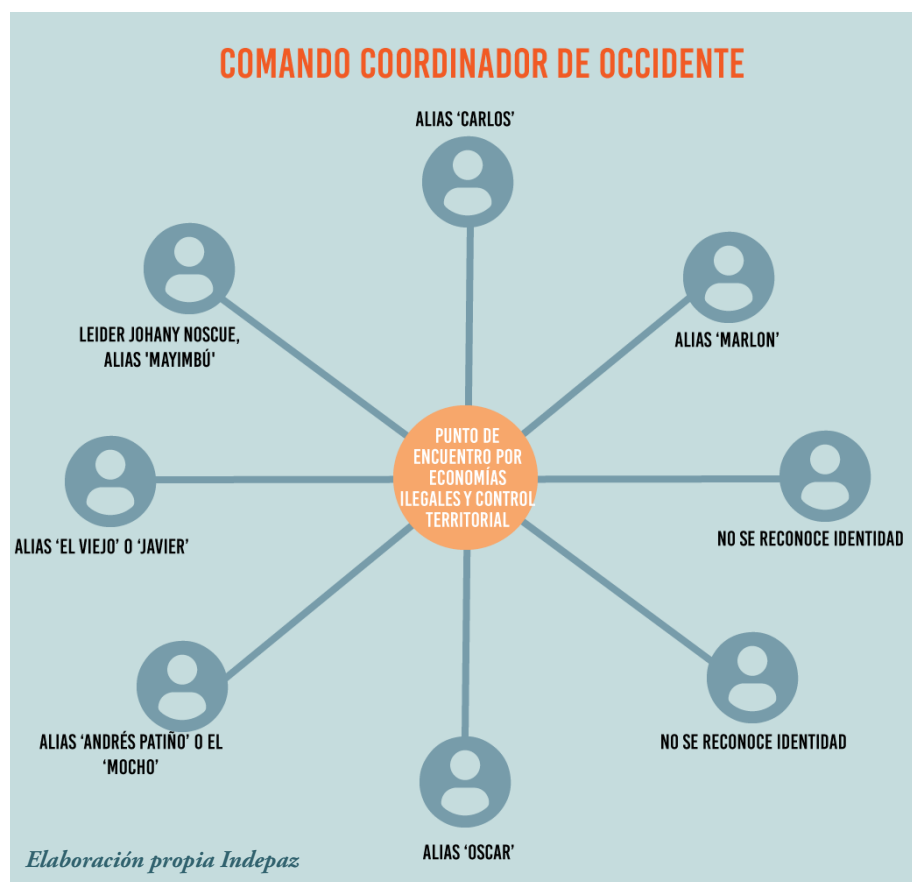 COMANDO COORDINADOR DE OCCIDENTE
ALIAS ‘CARLOS’
LEIDER JOHANY NOSCUE,
ALIAS 'MAYIMBÚ'
ALIAS ‘MARLON’
PUNTO DE
ENCUENTRO POR
ECONOMÍAS
ILEGALES Y CONTROL
TERRITORIAL
ALIAS ‘EL VIEJO’ O ‘JAVIER’
NO SE RECONOCE IDENTIDAD
ALIAS ‘ANDRÉS PATIÑO’ O EL
‘MOCHO’
NO SE RECONOCE IDENTIDAD
ALIAS ‘OSCAR’
Elaboración propia Indepaz